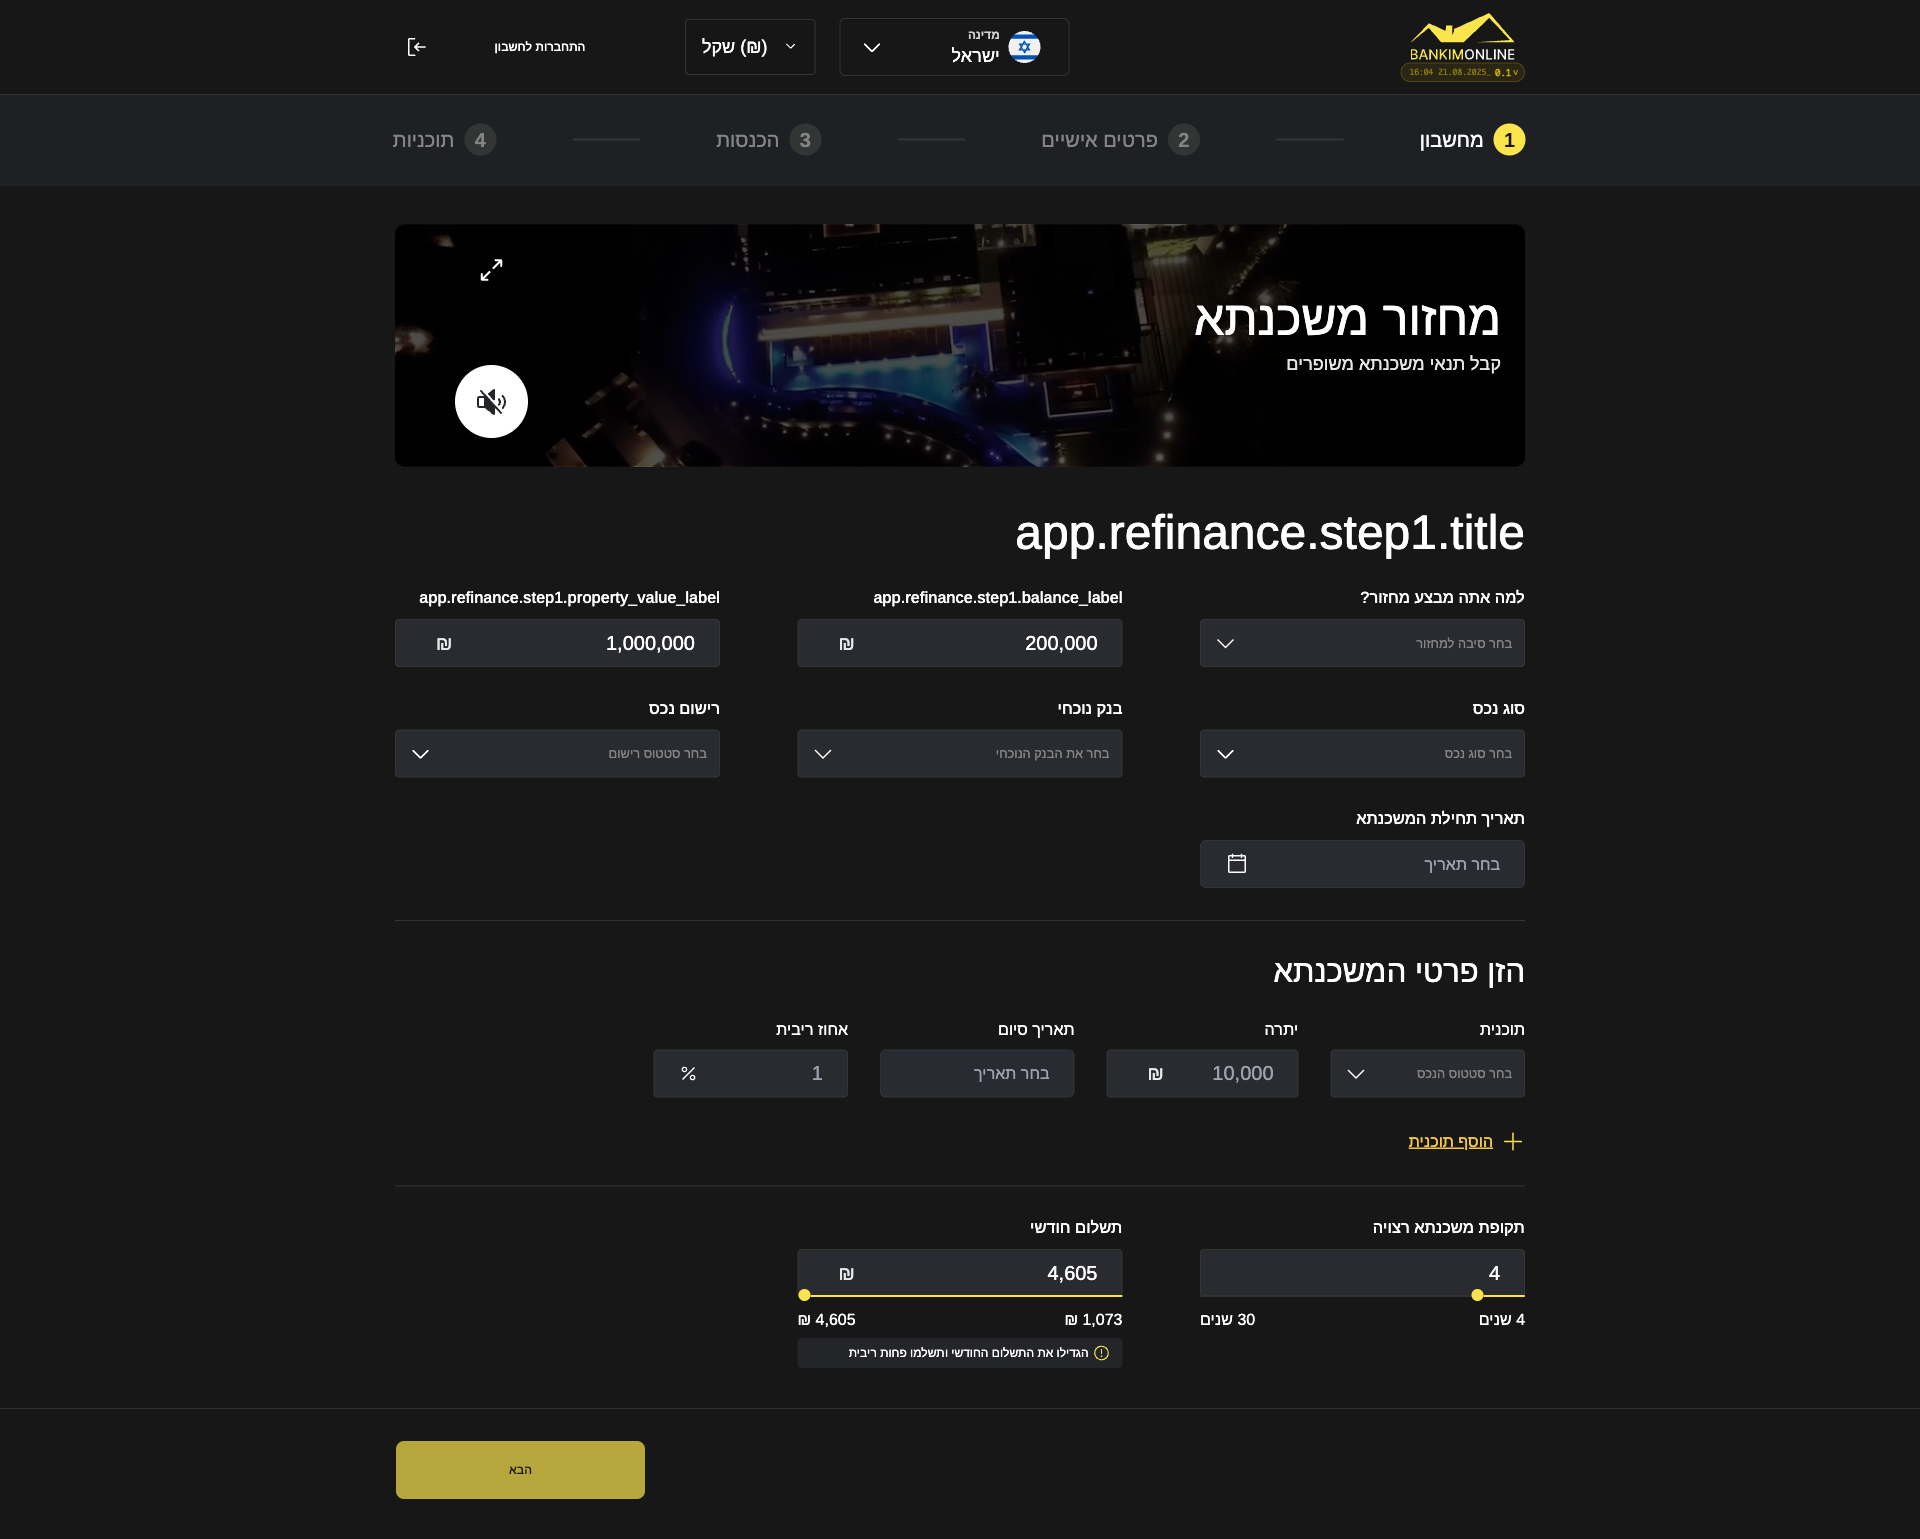 BANKIMONLINE
16:04 21.08.2025_ 0.1 v
מדינה
ישראל
(₪) שקל
התחברות לחשבון
1 מחשבון
2 פרטים אישיים
3 הכנסות
4 תוכניות
מחזור משכנתא
קבל תנאי משכנתא משופרים
app.refinance.step1.title
למה אתה מבצע מחזור?
app.refinance.step1.balance_label
app.refinance.step1.property_value_label
בחר סיבה למחזור
200,000 ₪
1,000,000 ₪
סוג נכס
בנק נוכחי
רישום נכס
בחר סוג נכס
בחר את הבנק הנוכחי
בחר סטטוס רישום
תאריך תחילת המשכנתא
בחר תאריך
הזן פרטי המשכנתא
תוכנית
יתרה
תאריך סיום
אחוז ריבית
בחר סטטוס הנכס
10,000 ₪
בחר תאריך
1 %
הוסף תוכנית
תקופת משכנתא רצויה
תשלום חודשי
4
4,605 ₪
4 שנים
30 שנים
1,073 ₪
4,605 ₪
הגדילו את התשלום החודשי ותשלמו פחות ריבית
הבא